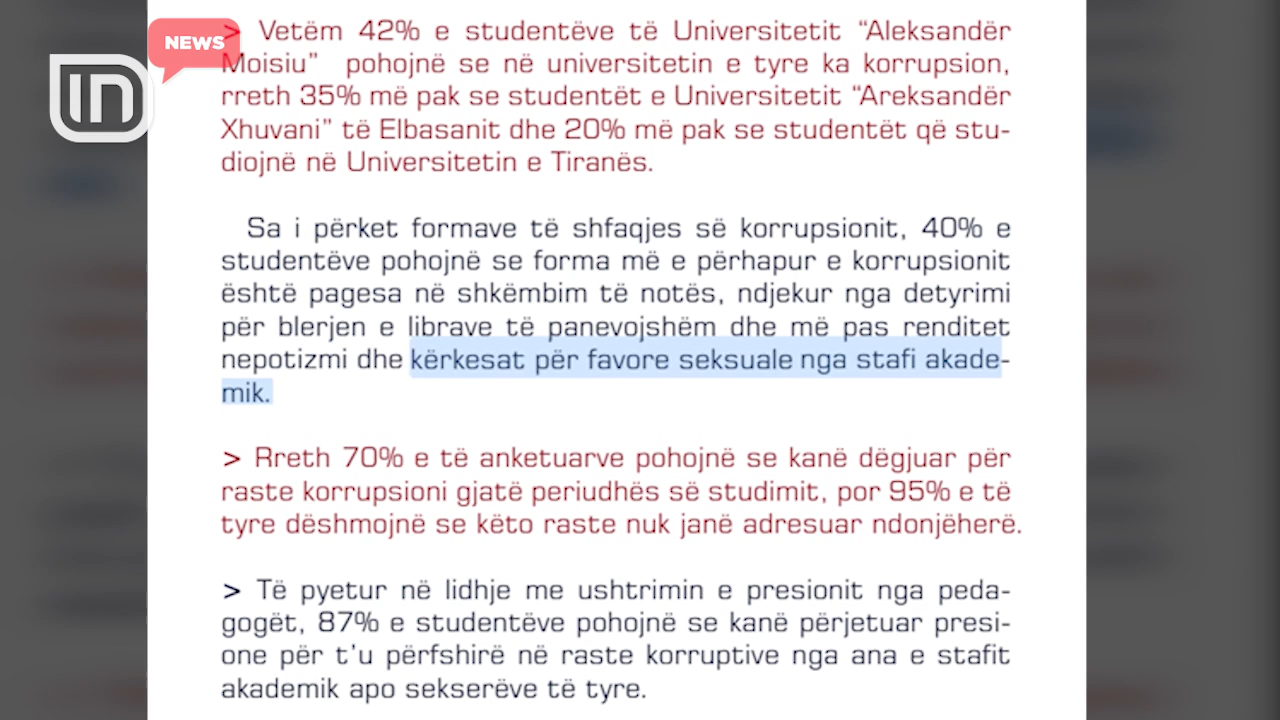 NEWS
IN
> Vetëm 42% e studentëve të Universitetit “Aleksandër
Moisiu” pohojnë se në universitetin e tyre ka korrupsion,
rreth 35% më pak se studentët e Universitetit “Areksandër
Xhuvani” të Elbasanit dhe 20% më pak se studentët që stu-
diojnë në Universitetin e Tiranës.
Sa i përket formave të shfaqjes së korrupsionit, 40% e
studentëve pohojnë se forma më e përhapur e korrupsionit
është pagesa në shkëmbim të notës, ndjekur nga detyrimi
për blerjen e librave të panevojshëm dhe më pas renditet
nepotizmi dhe kërkesat për favore seksuale nga stafi akade-
mik.
> Rreth 70% e të anketuarve pohojnë se kanë dëgjuar për
raste korrupsioni gjatë periudhës së studimit, por 95% e të
tyre dëshmojnë se këto raste nuk janë adresuar ndonjëherë.
> Të pyetur në lidhje me ushtrimin e presionit nga peda-
gogët, 87% e studentëve pohojnë se kanë përjetuar presi-
one për t’u përfshirë në raste korruptive nga ana e stafit
akademik apo sekserëve të tyre.